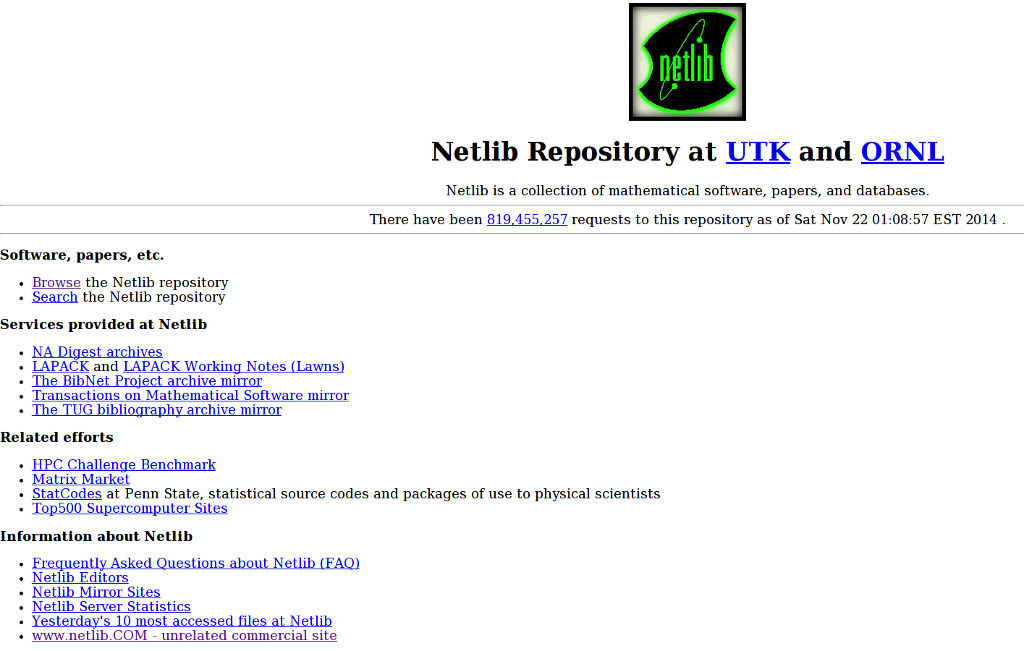 netlib
Netlib Repository at UTK and ORNL
Netlib is a collection of mathematical software, papers, and databases.
There have been 819,455,257 requests to this repository as of Sat Nov 22 01:08:57 EST 2014 .
Software, papers, etc.
Browse the Netlib repository
Search the Netlib repository
Services provided at Netlib
NA Digest archives
LAPACK and LAPACK Working Notes (Lawns)
The BibNet Project archive mirror
Transactions on Mathematical Software mirror
The TUG bibliography archive mirror
Related efforts
HPC Challenge Benchmark
Matrix Market
StatCodes at Penn State, statistical source codes and packages of use to physical scientists
Top500 Supercomputer Sites
Information about Netlib
Frequently Asked Questions about Netlib (FAQ)
Netlib Editors
Netlib Mirror Sites
Netlib Server Statistics
Yesterday's 10 most accessed files at Netlib
www.netlib.COM - unrelated commercial site